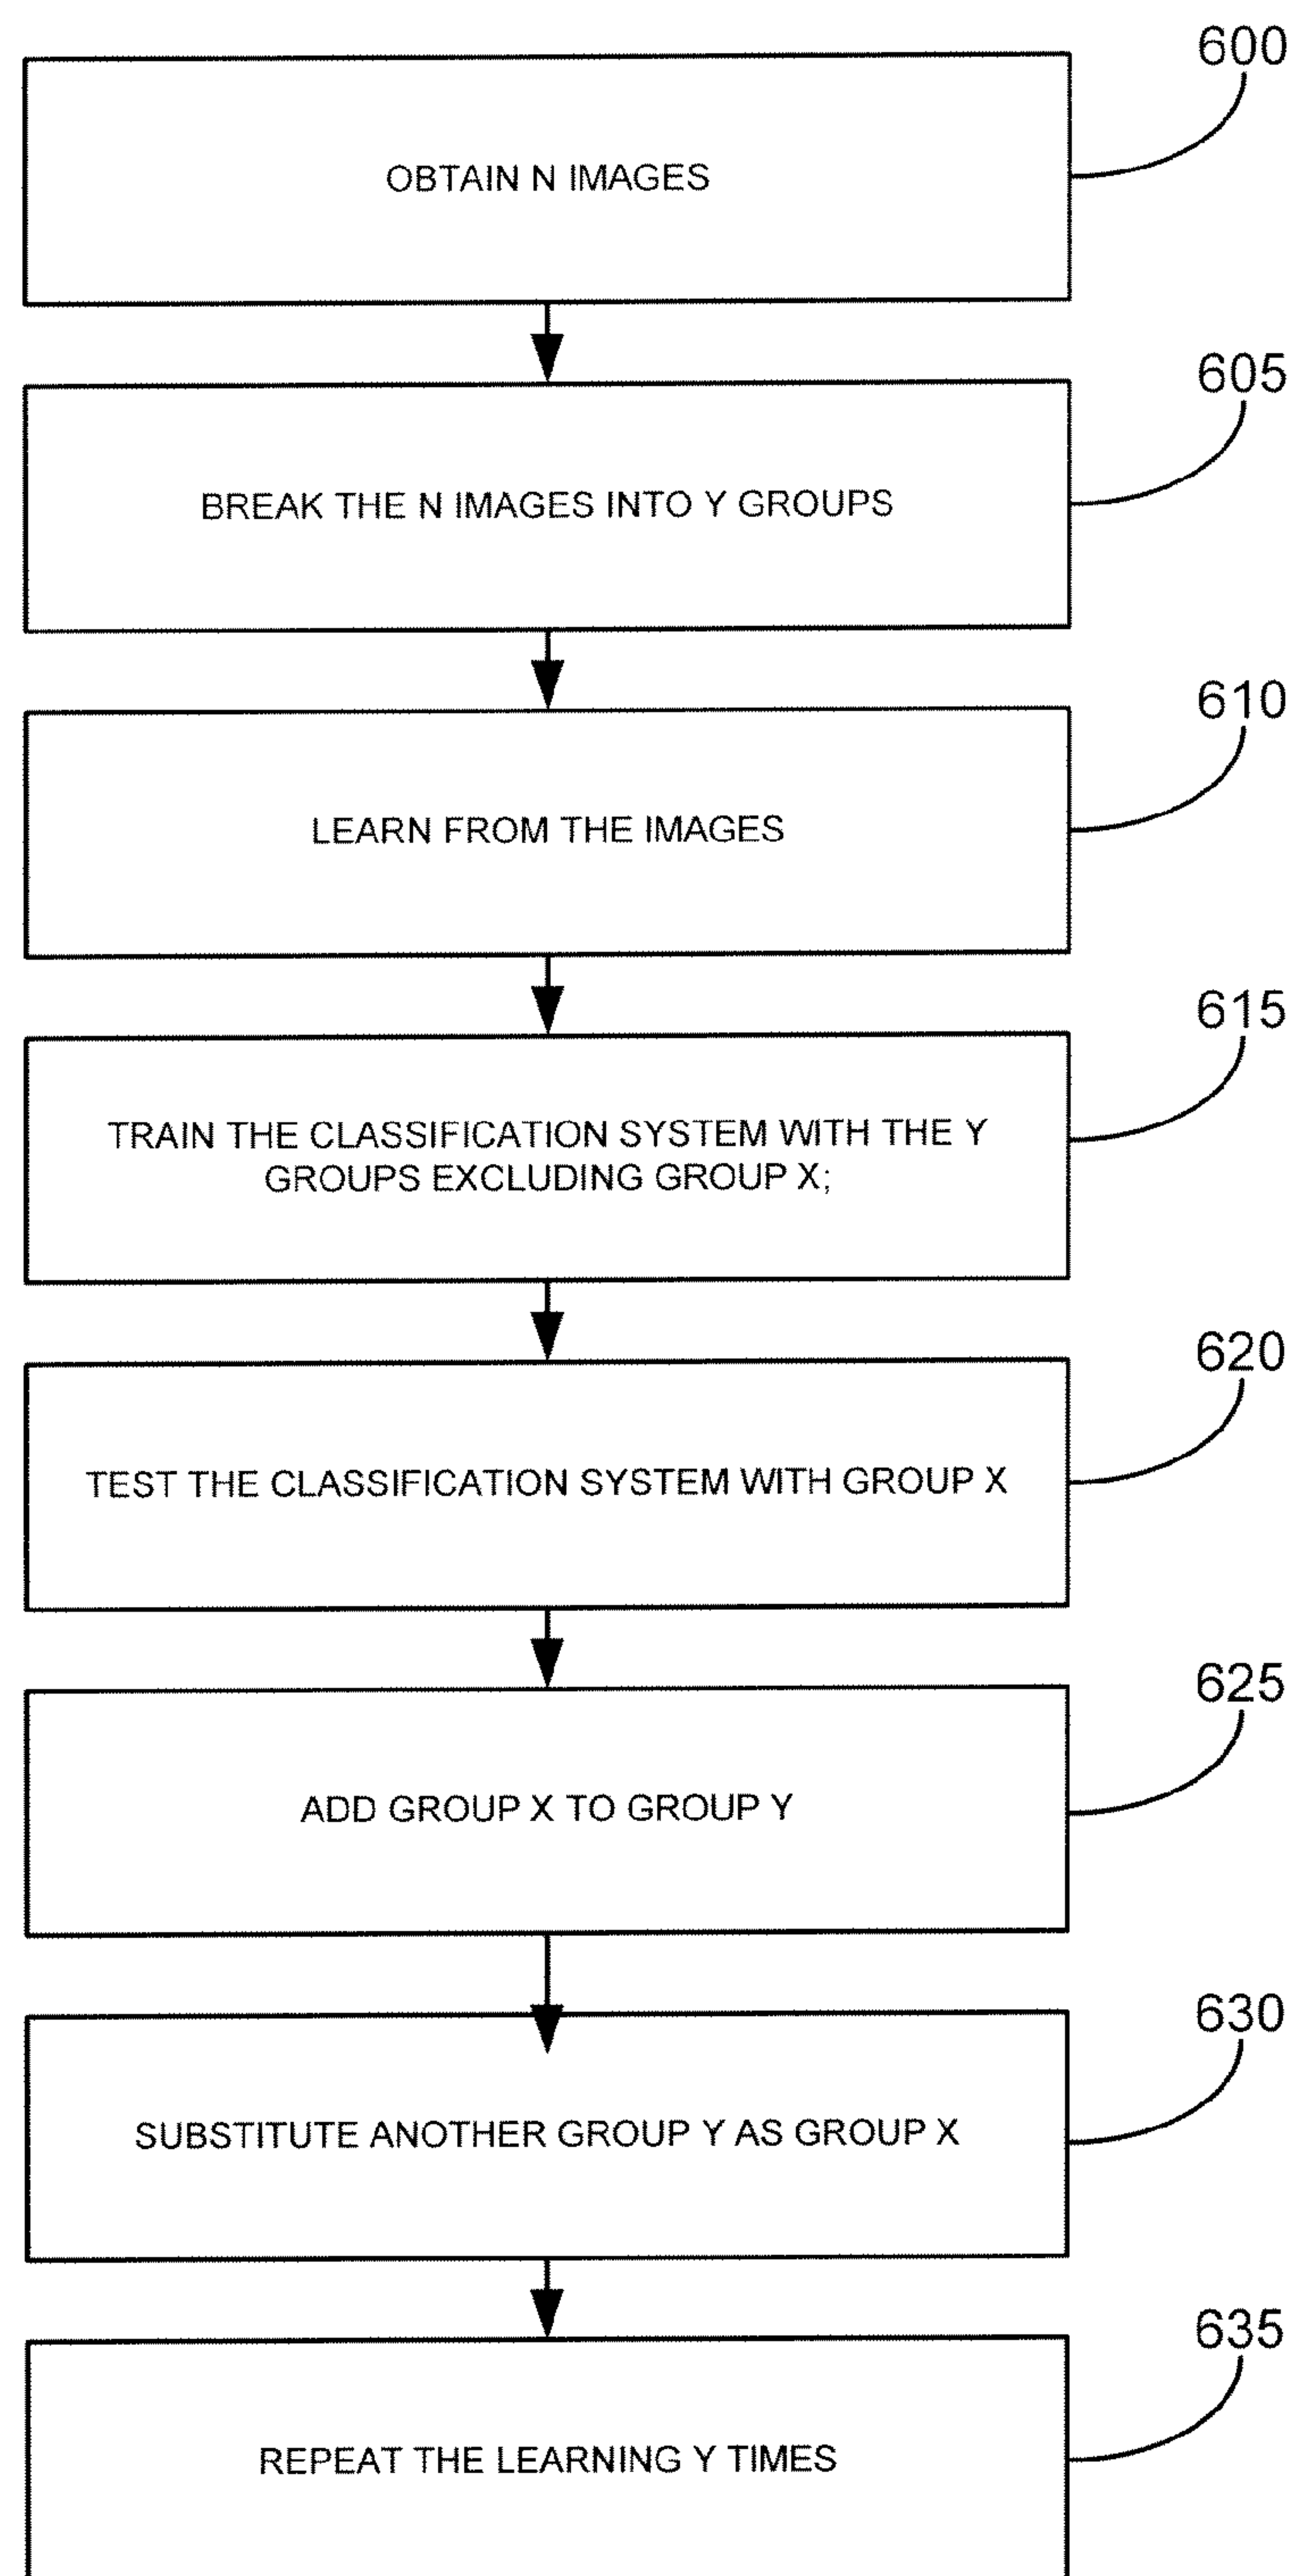 600
OBTAIN N IMAGES
605
BREAK THE N IMAGES INTO Y GROUPS
610
LEARN FROM THE IMAGES
615
TRAIN THE CLASSIFICATION SYSTEM WITH THE Y
GROUPS EXCLUDING GROUP X;
620
TEST THE CLASSIFICATION SYSTEM WITH GROUP X
625
ADD GROUP X TO GROUP Y
630
SUBSTITUTE ANOTHER GROUP Y AS GROUP X
635
REPEAT THE LEARNING Y TIMES